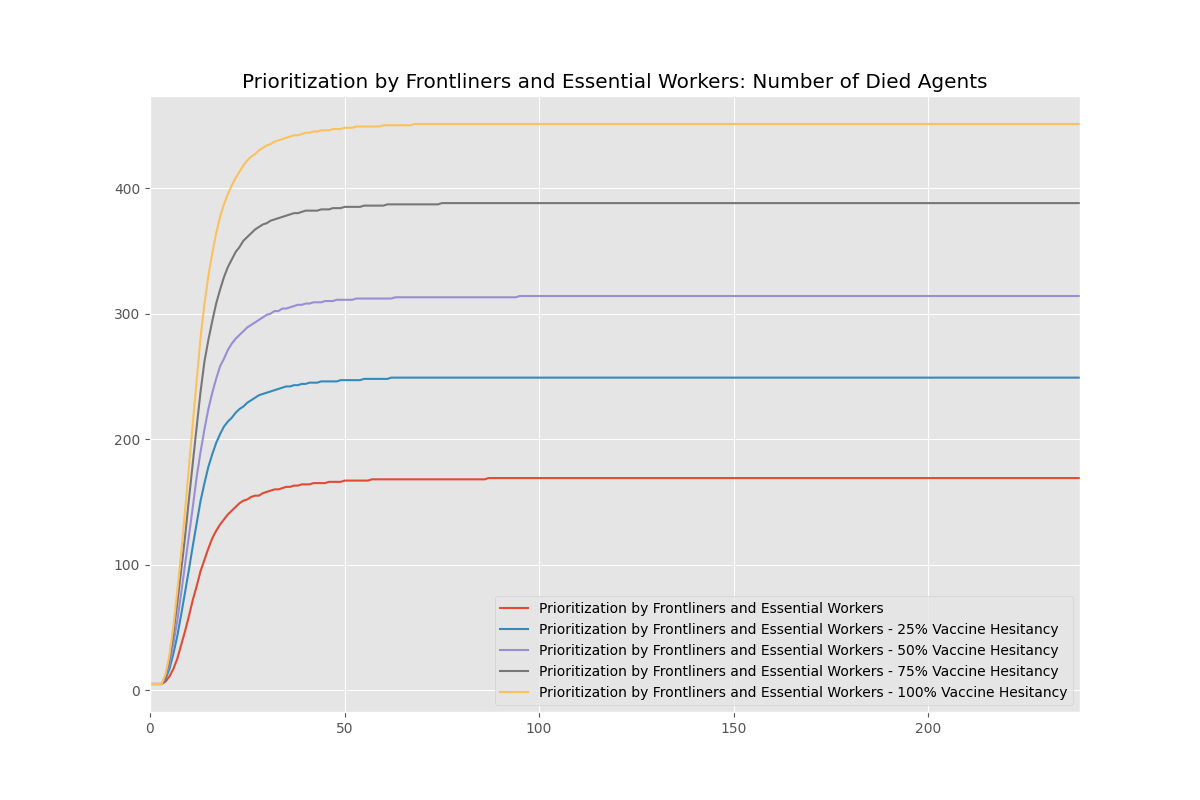 Prioritization by Frontliners and Essential Workers: Number of Died Agents
400
300
200
100
0
0 50 100 150 200
Prioritization by Frontliners and Essential Workers
Prioritization by Frontliners and Essential Workers - 25% Vaccine Hesitancy
Prioritization by Frontliners and Essential Workers - 50% Vaccine Hesitancy
Prioritization by Frontliners and Essential Workers - 75% Vaccine Hesitancy
Prioritization by Frontliners and Essential Workers - 100% Vaccine Hesitancy